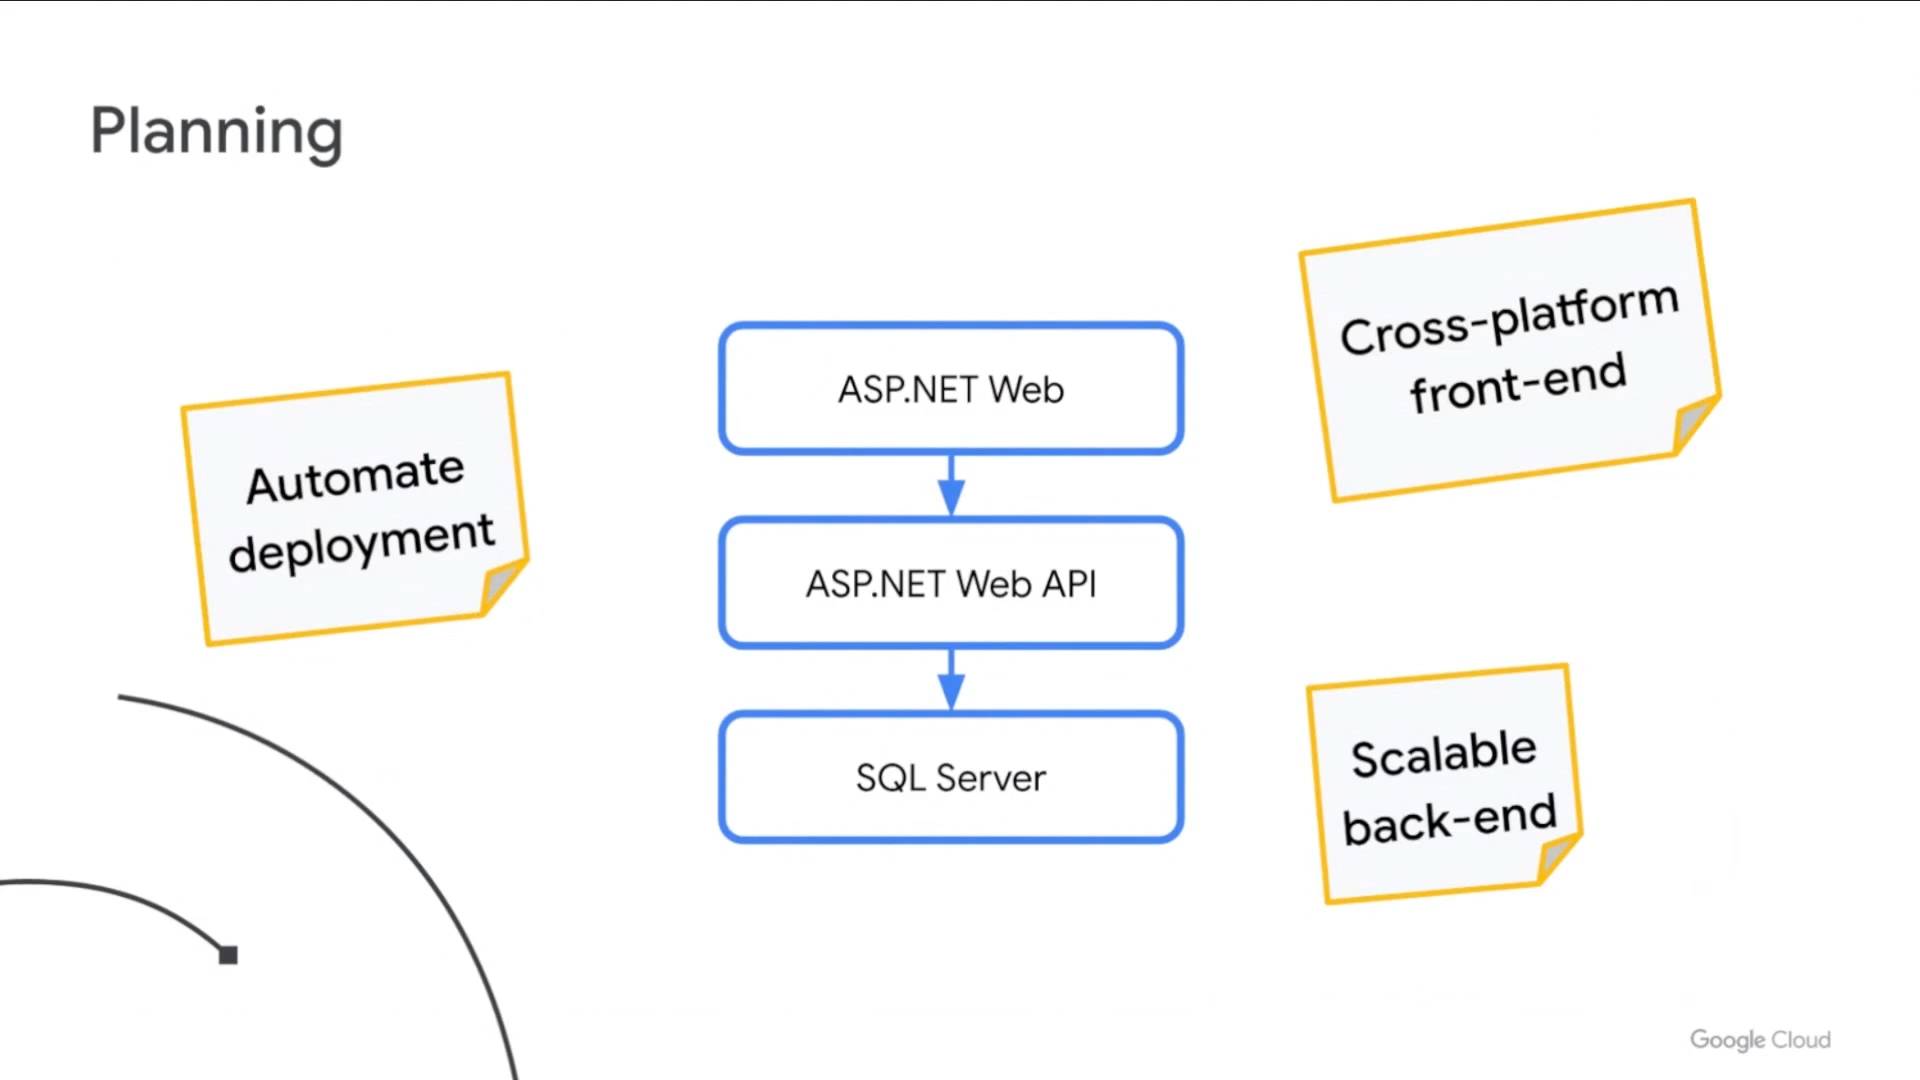 Planning
Automate
deployment
ASP.NET Web
ASP.NET Web API
SQL Server
Cross-platform
front-end
Scalable
back-end
Google Cloud